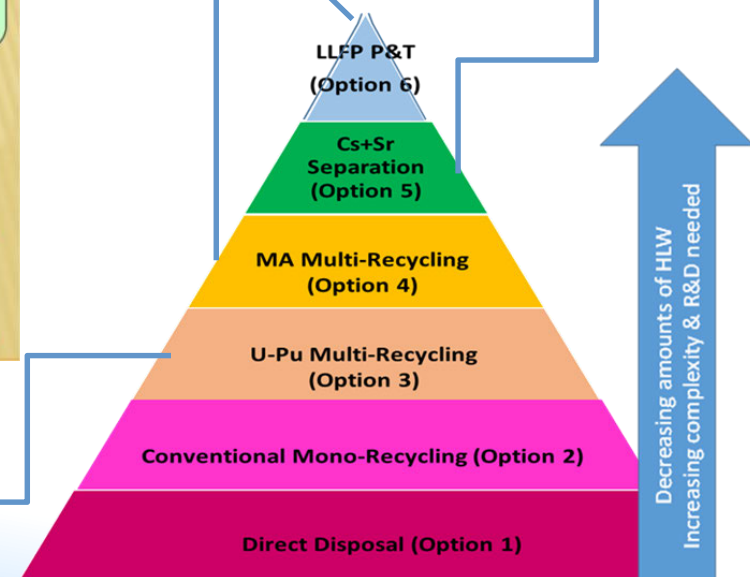 LLFP P&T
(Option 6)
Cs+Sr
Separation
(Option 5)
MA Multi-Recycling
(Option 4)
U-Pu Multi-Recycling
(Option 3)
Conventional Mono-Recycling (Option 2)
Direct Disposal (Option 1)
Decreasing amounts of HLW
Increasing complexity & R&D needed